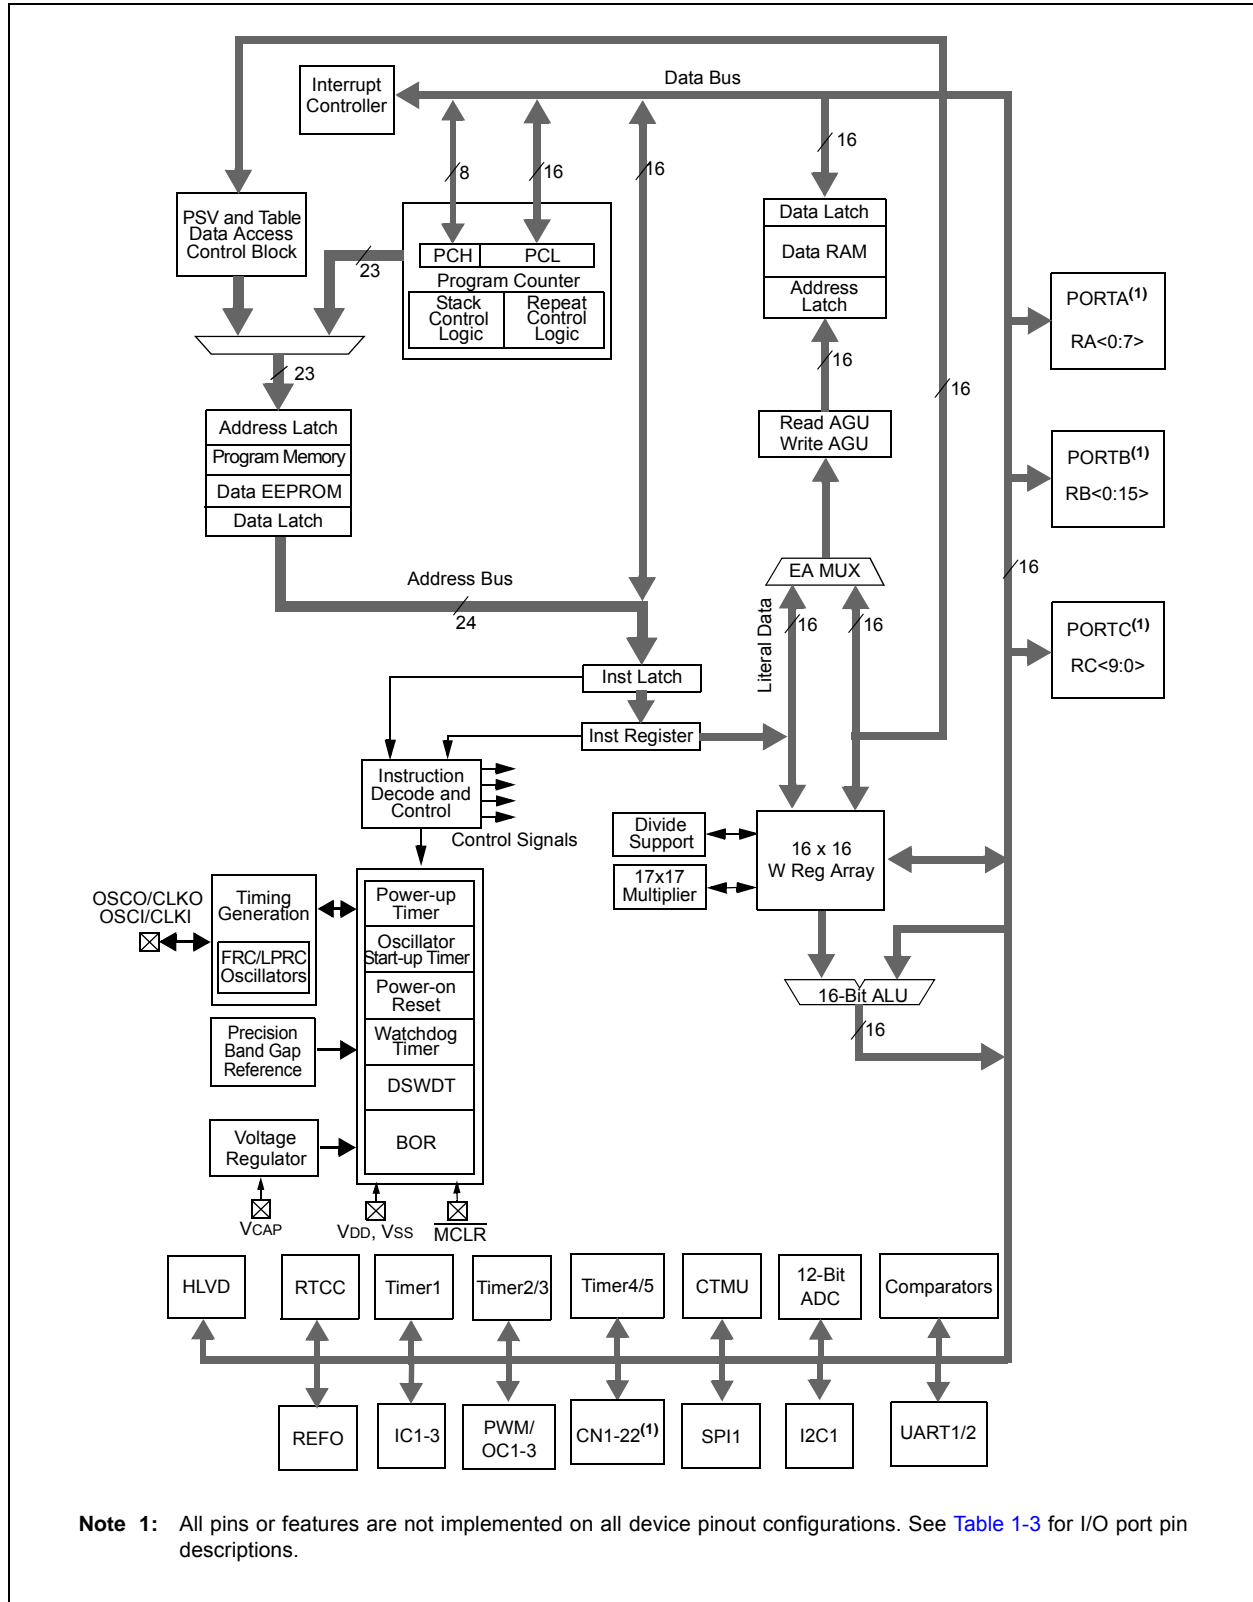 Data Bus
Interrupt
Controller
16
8
16
16
PSV and Table
Data Access
Control Block
Data Latch
Data RAM
Address
Latch
PCH
PCL
23
Program Counter
Stack
Control
Logic
Repeat
Control
Logic
PORTA(1)
RA<0:7>
23
16
16
Address Latch
Program Memory
Data EEPROM
Data Latch
Read AGU
Write AGU
PORTB(1)
RB<0:15>
EA MUX
16
Address Bus
24
Literal Data
16
16
PORTC(1)
RC<9:0>
Inst Latch
Inst Register
Instruction
Decode and
Control
Control Signals
Divide
Support
17x17
Multiplier
16 x 16
W Reg Array
OSCO/CLKO
OSCI/CLKI
Timing
Generation
FRC/LPRC
Oscillators
Power-up
Timer
Oscillator
Start-up Timer
Power-on
Reset
Watchdog
Timer
DSWDT
BOR
16-Bit ALU
16
Precision
Band Gap
Reference
Voltage
Regulator
VCAP
VDD, VSS
MCLR
HLVD
RTCC
Timer1
Timer2/3
Timer4/5
CTMU
12-Bit
ADC
Comparators
REFO
IC1-3
PWM/
OC1-3
CN1-22(1)
SPI1
I2C1
UART1/2
Note 1: All pins or features are not implemented on all device pinout configurations. See Table 1-3 for I/O port pin
descriptions.